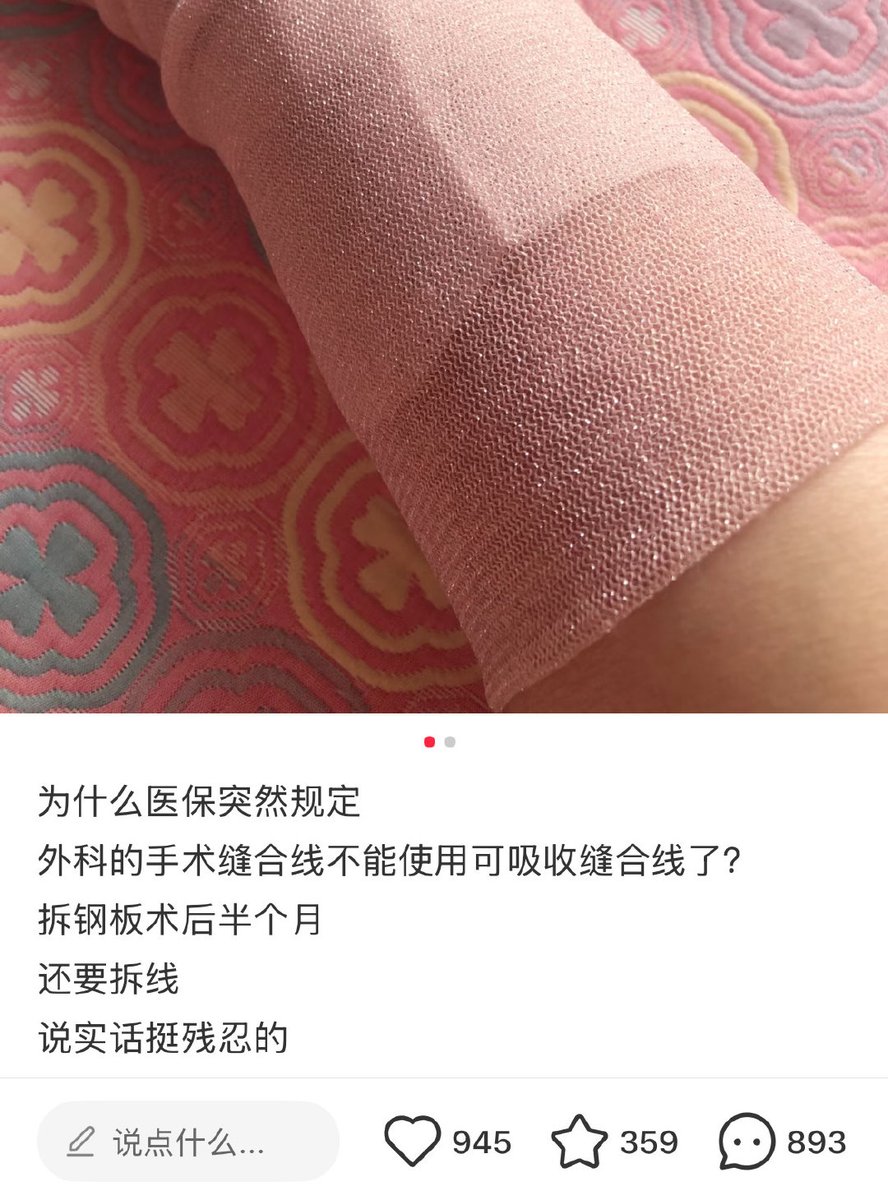 为什么医保突然规定
外科的手术缝合线不能使用可吸收缝合线了？
拆钢板术后半个月
还要拆线
说实话挺残忍的
说点什么...
945
359
893